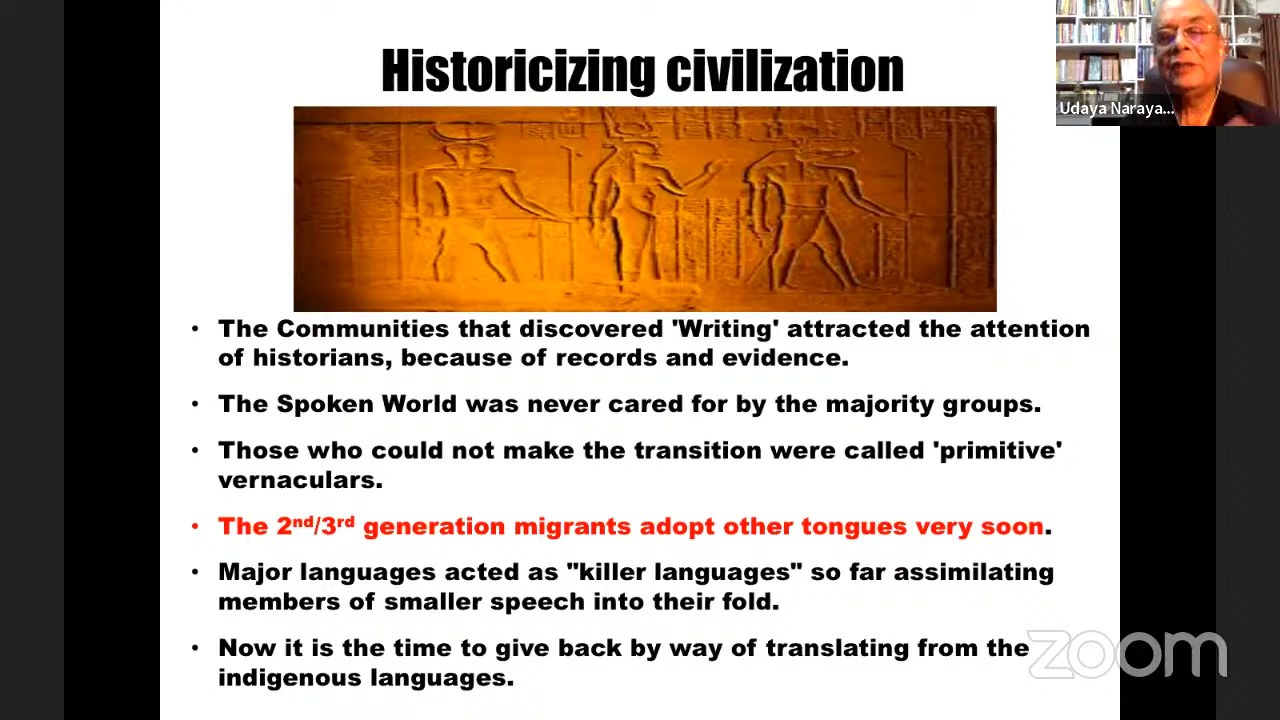 Historicizing civilization
Udaya Naraya...
• The Communities that discovered 'Writing' attracted the attention
of historians, because of records and evidence.
• The Spoken World was never cared for by the majority groups.
• Those who could not make the transition were called 'primitive'
vernaculars.
• The 2nd/3rd generation migrants adopt other tongues very soon.
• Major languages acted as "killer languages" so far assimilating
members of smaller speech into their fold.
• Now it is the time to give back by way of translating from the
indigenous languages.
zoom